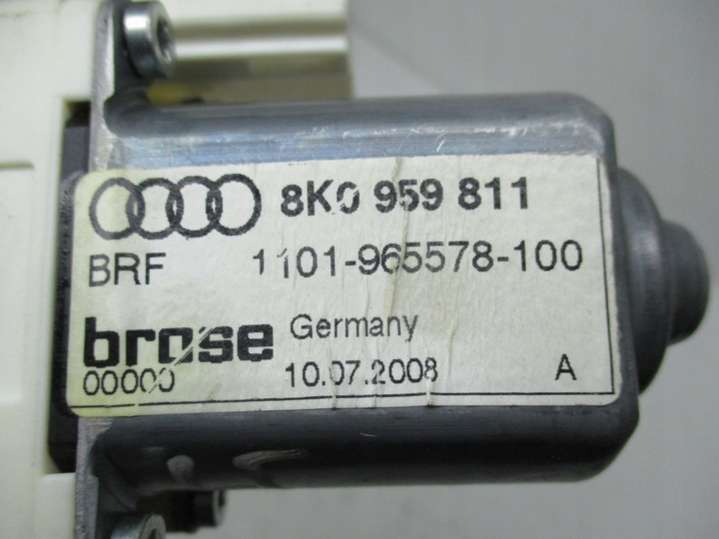 8K0 959 811
BRF 1101-965578-100
brose Germany
00000 10.07.2008 A